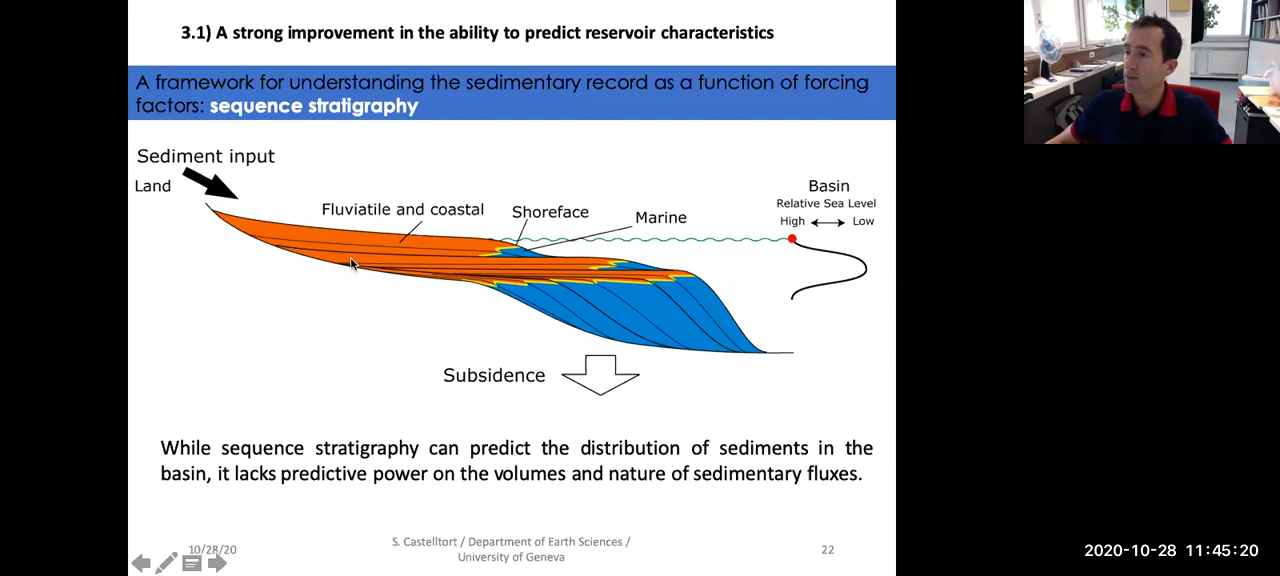 3.1) A strong improvement in the ability to predict reservoir characteristics
A framework for understanding the sedimentary record as a function of forcing
factors: sequence stratigraphy
Sediment input
Land
Fluviatile and coastal
Shoreface
Marine
Basin
Relative Sea Level
High
Low
Subsidence
While sequence stratigraphy can predict the distribution of sediments in the
basin, it lacks predictive power on the volumes and nature of sedimentary fluxes.
10/28/20
S. Castelltort / Department of Earth Sciences /
University of Geneva
22
2020-10-28 11:45:20